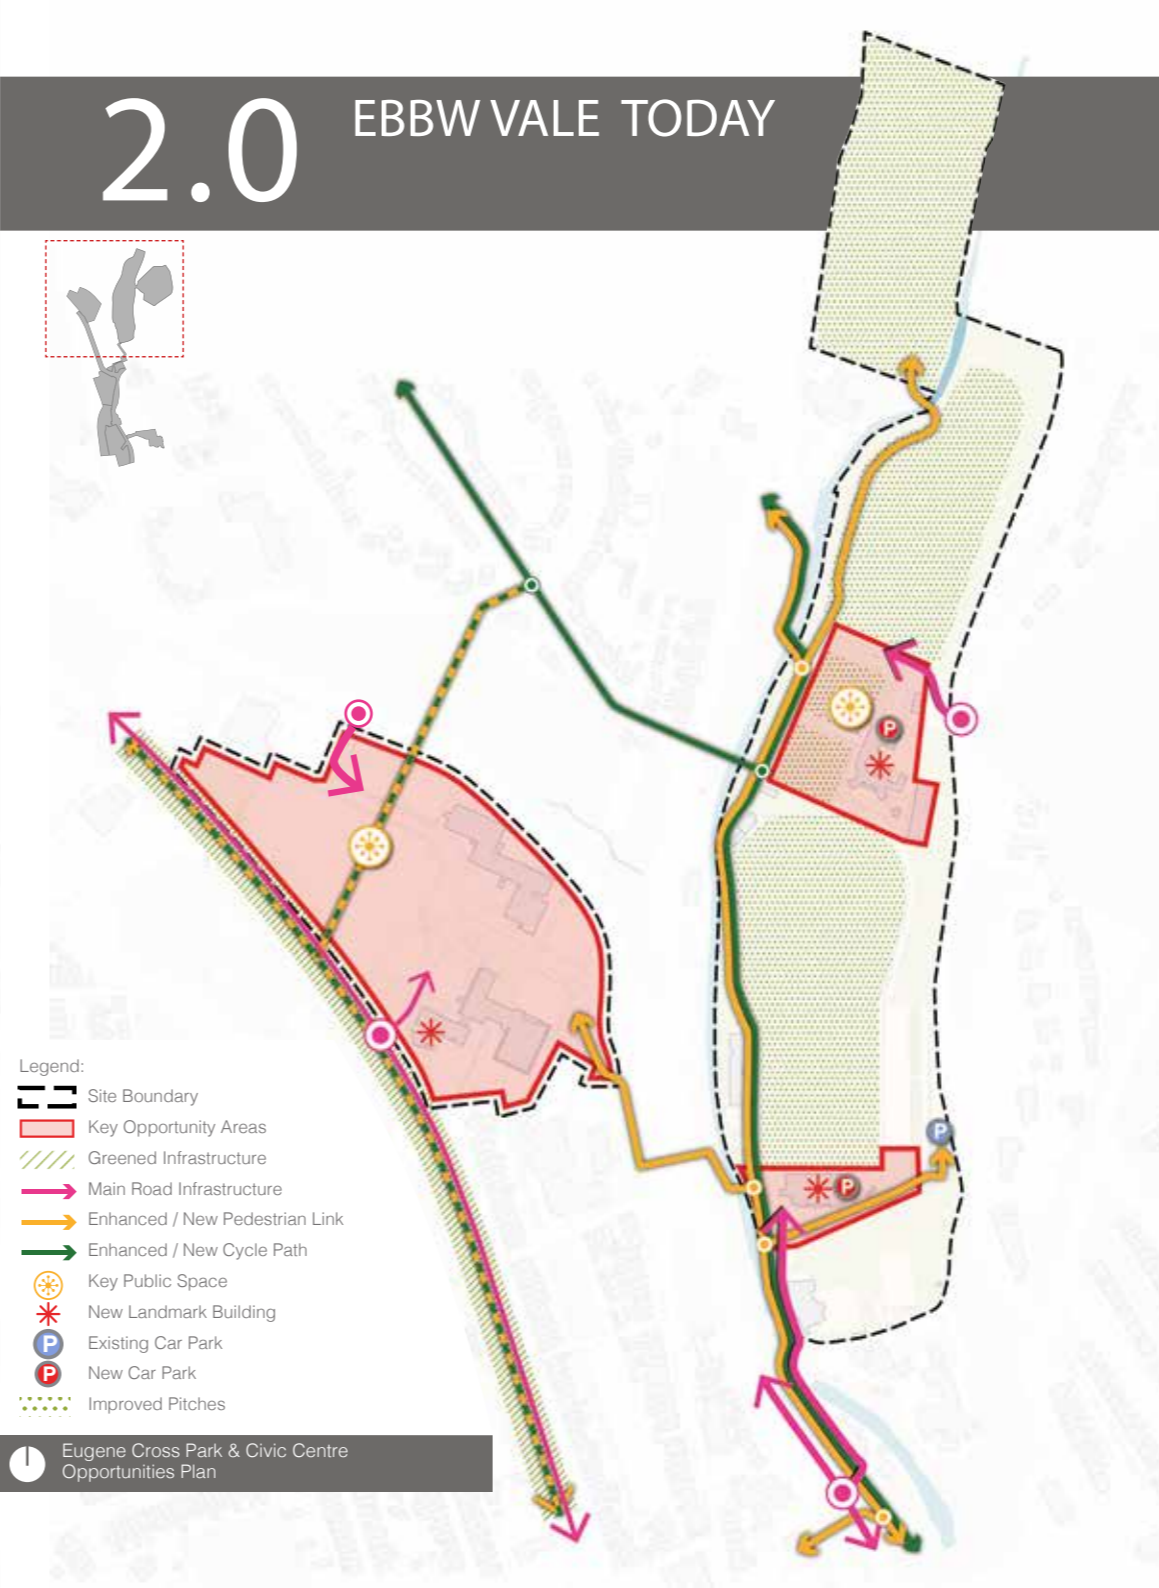 2.0
EBBW VALE TODAY
P
P
P
Legend:
Site Boundary
Key Opportunity Areas
Greened Infrastructure
Main Road Infrastructure
Enhanced / New Pedestrian Link
Enhanced / New Cycle Path
Key Public Space
New Landmark Building
P Existing Car Park
P New Car Park
Improved Pitches
Eugene Cross Park & Civic Centre
Opportunities Plan